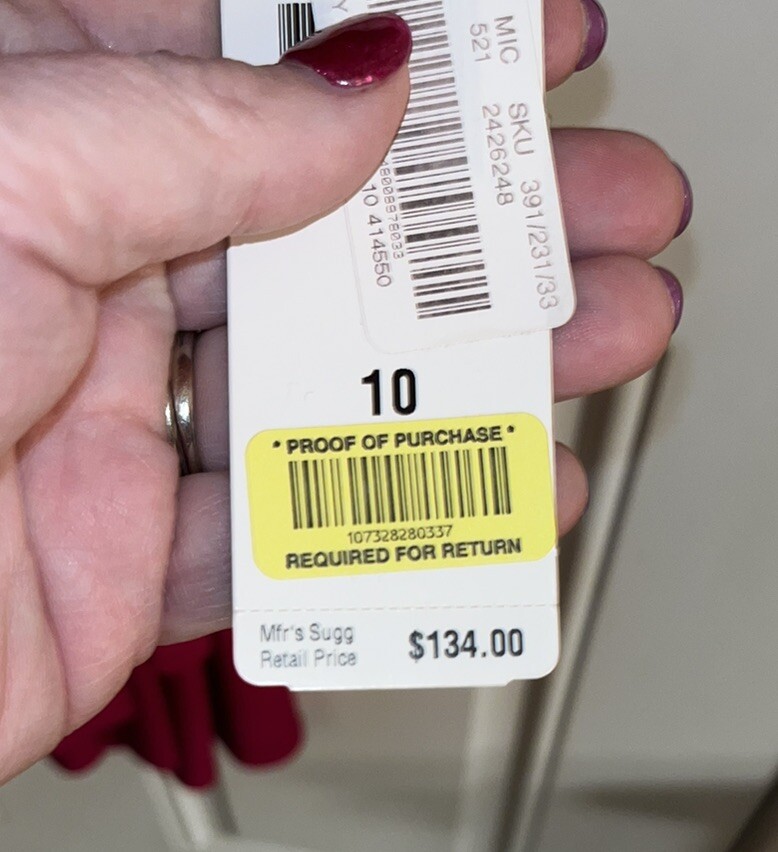 MIC
521
SKU 391/231/33
2426248
10 414550
10
* PROOF OF PURCHASE *
107328280337
REQUIRED FOR RETURN
Mfr's Sugg
Retail Price
$134.00